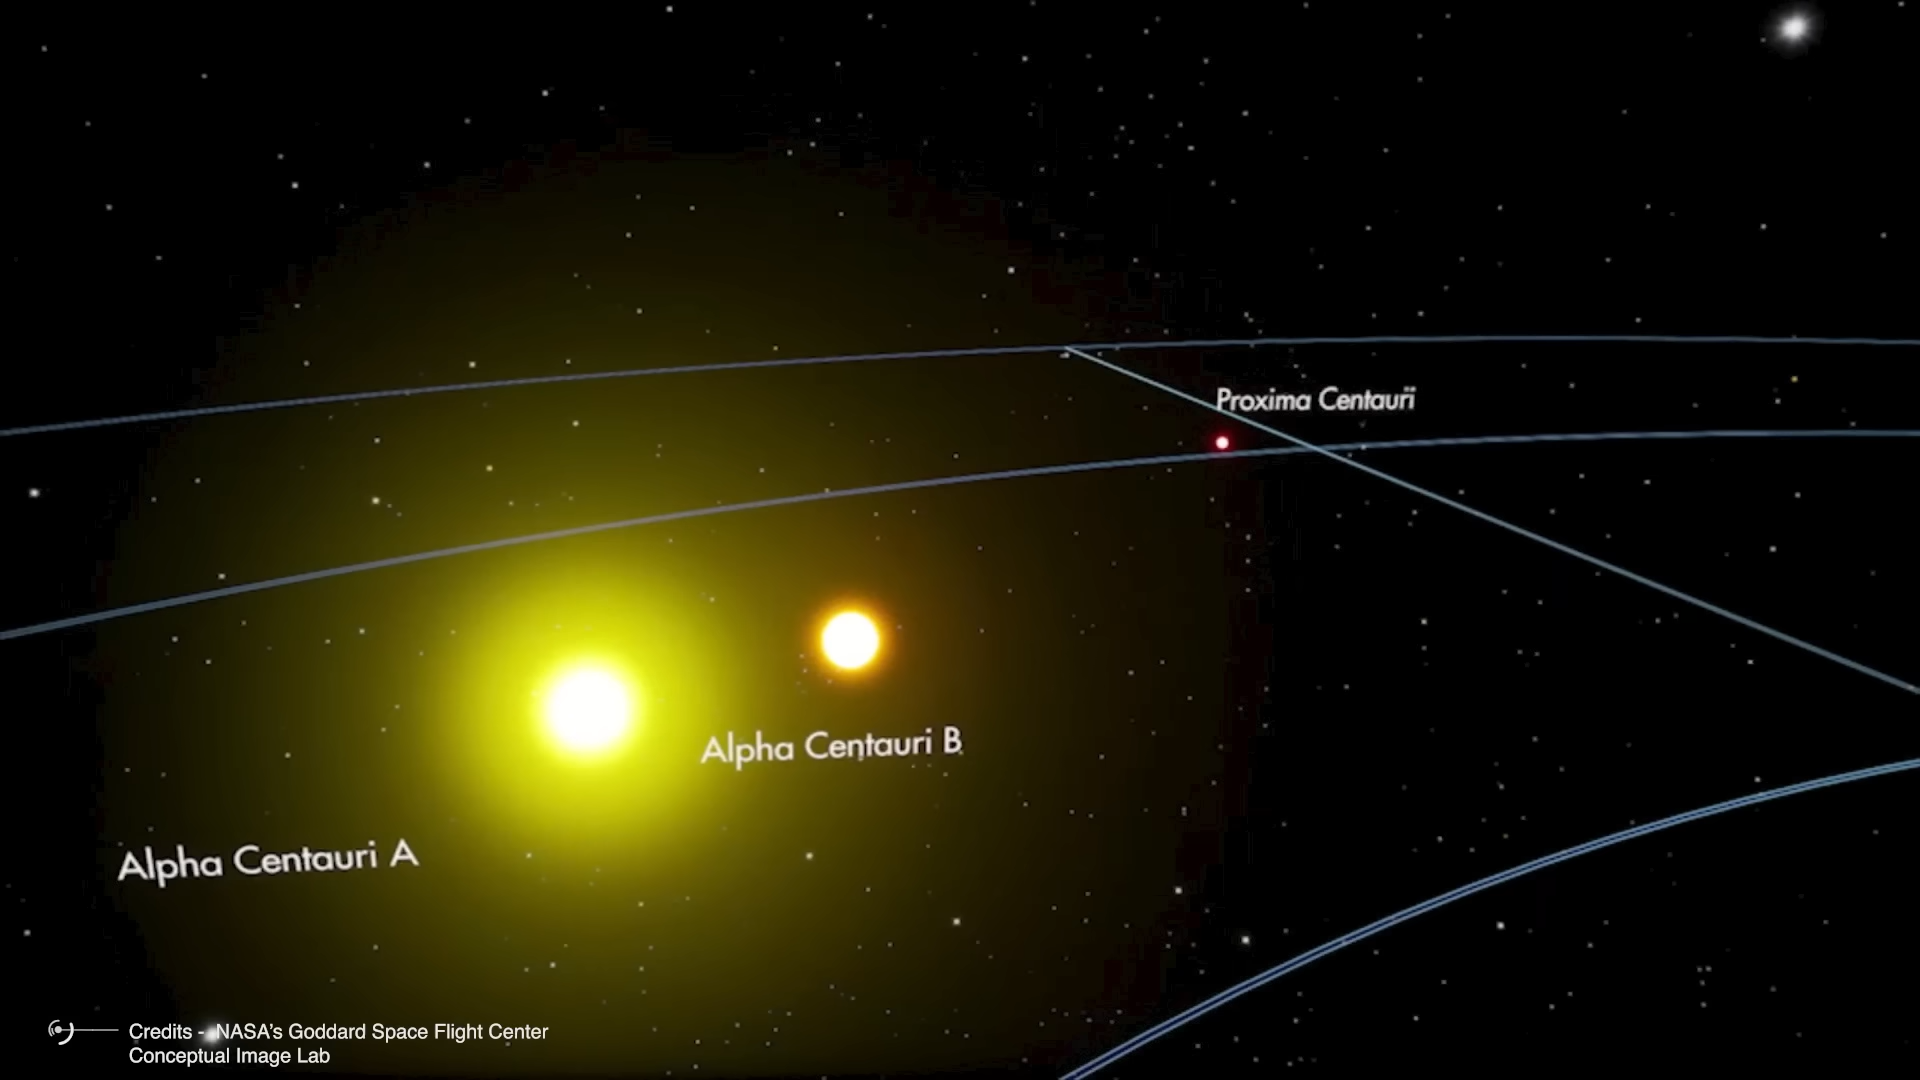 Proxima Centauri
Alpha Centauri B
Alpha Centauri A
Credits - NASA's Goddard Space Flight Center
Conceptual Image Lab